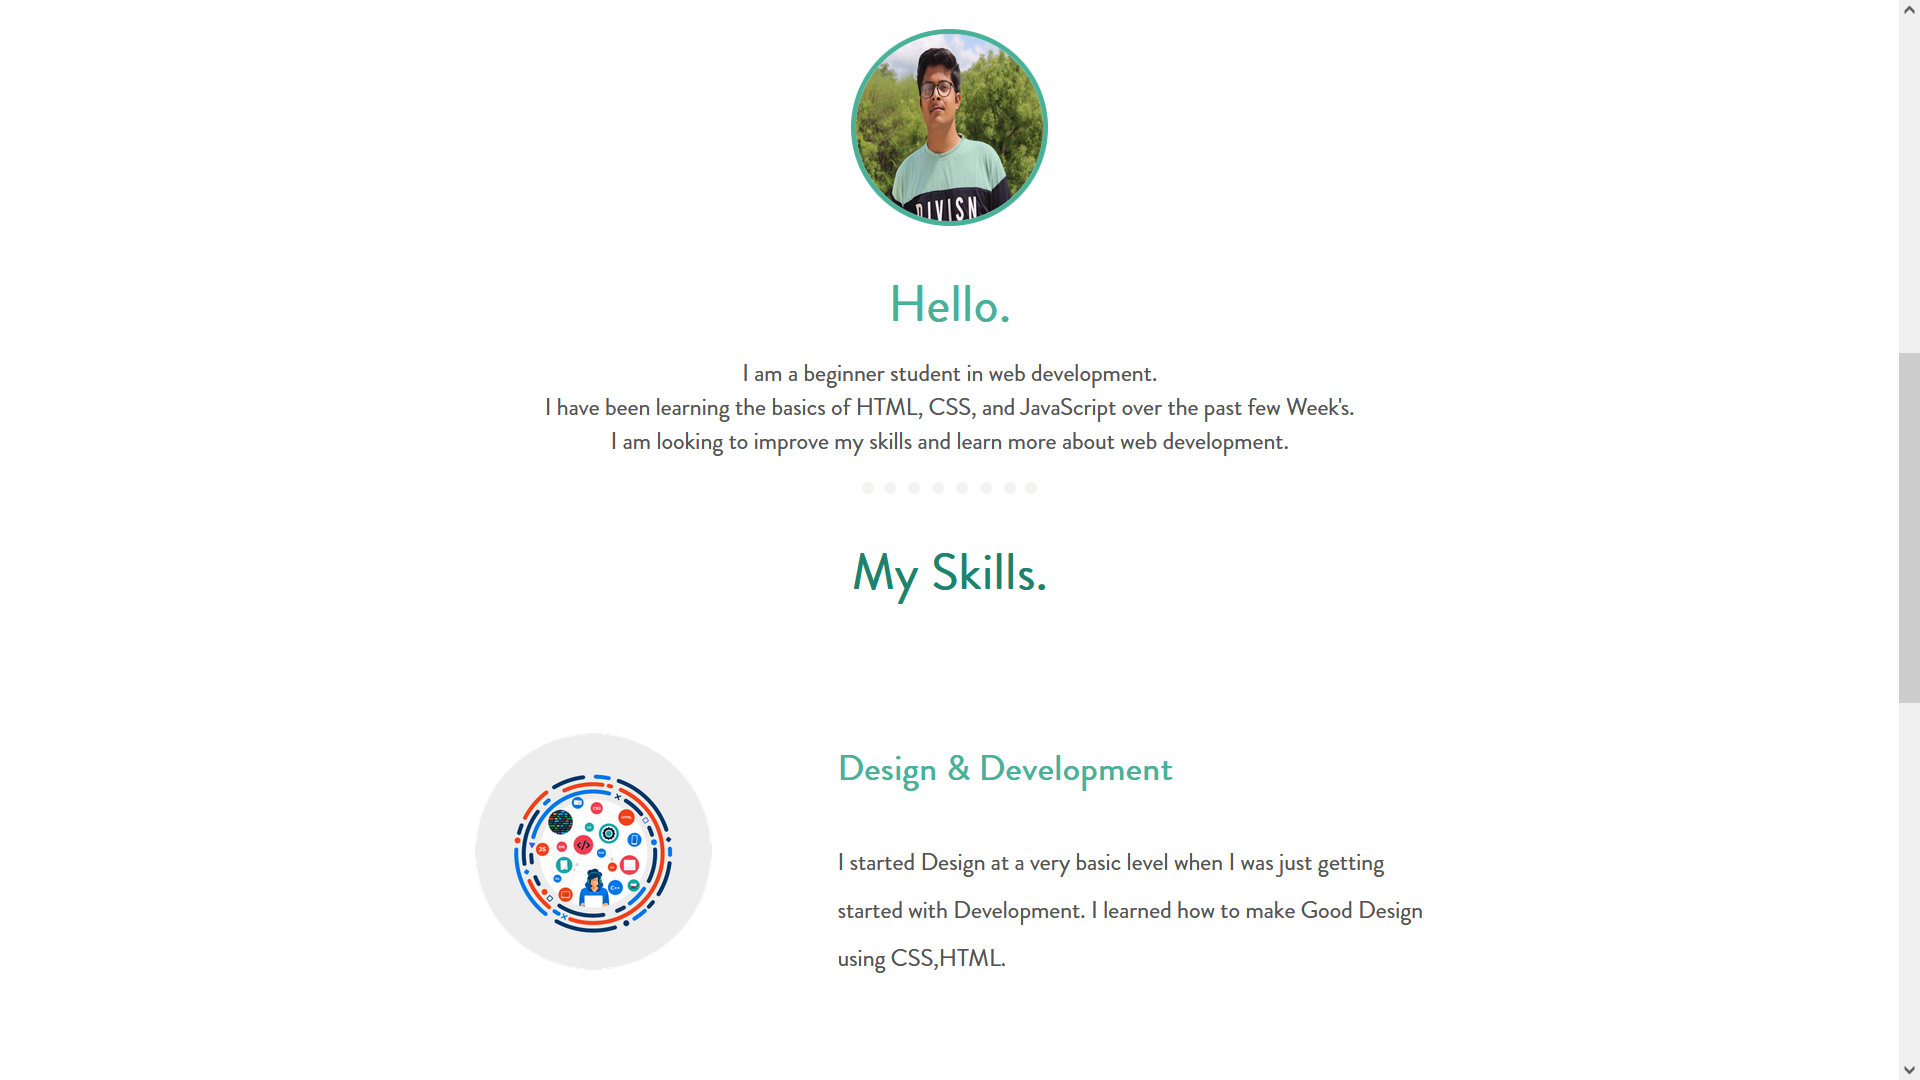 DIVISN
Hello.
I am a beginner student in web development.
I have been learning the basics of HTML, CSS, and JavaScript over the past few Week's.
I am looking to improve my skills and learn more about web development.
My Skills.
CSS
HTML
JS
</>
C++
Design & Development
I started Design at a very basic level when I was just getting
started with Development. I learned how to make Good Design
using CSS,HTML.